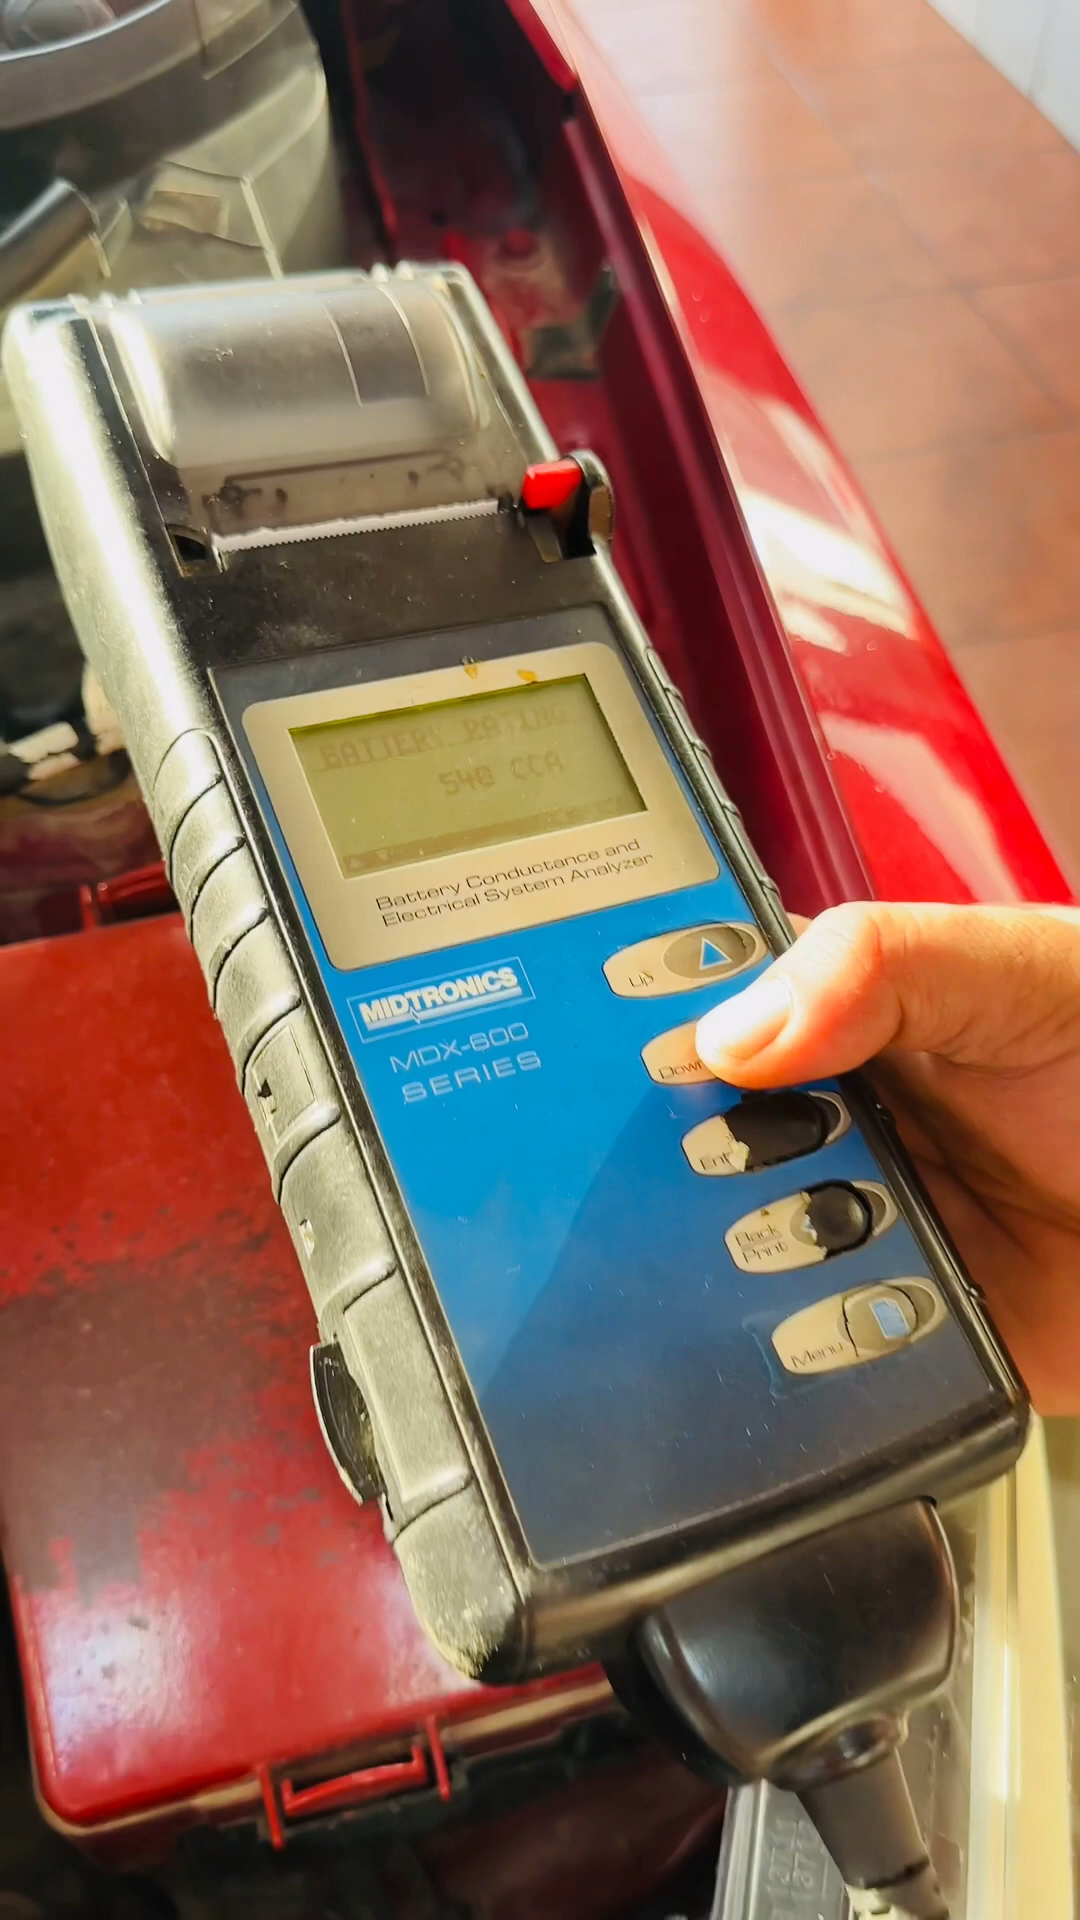 BATTERY RATING
540 CCA
Battery Conductance and
Electrical System Analyzer
MIDTRONICS
MDX-600
SERIES
Up
Down
Back
Print
Menu